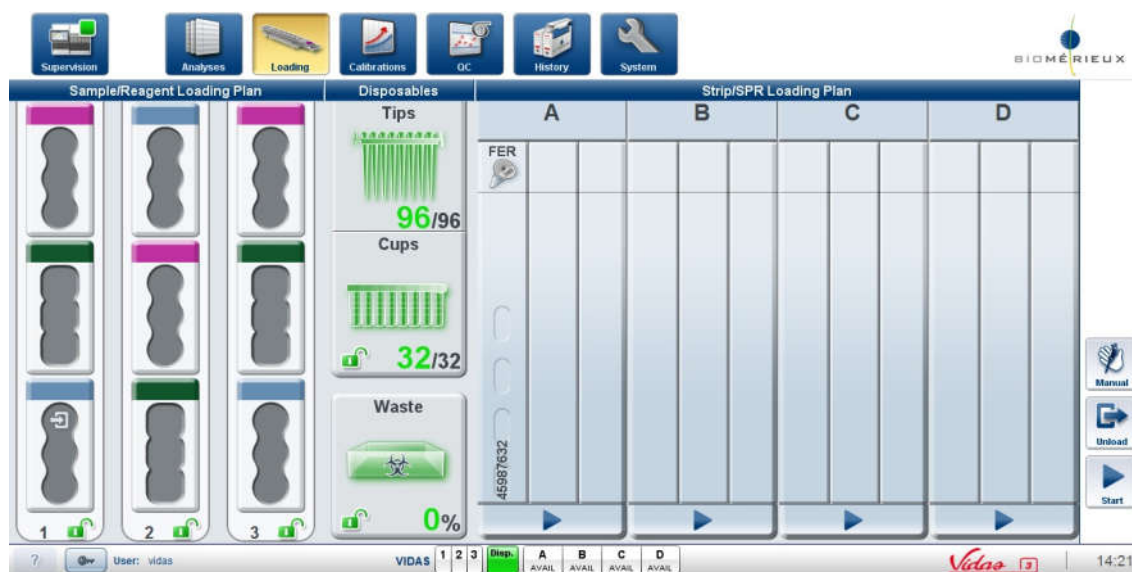 Supervision
Analyses
Loading
Calibrations
QC
History
System
BIOMÉRIEUX
Sample/Reagent Loading Plan
Disposables
Strip/SPR Loading Plan
Tips
A
B
C
D
FER
96/96
Cups
32/32
Waste
0%
45987632
Manual
Unload
Start
1
2
3
?
User: vidas
VIDAS
1
2
3
Disp.
A
AVAIL
B
AVAIL
C
AVAIL
D
AVAIL
Vidas 3
14:21